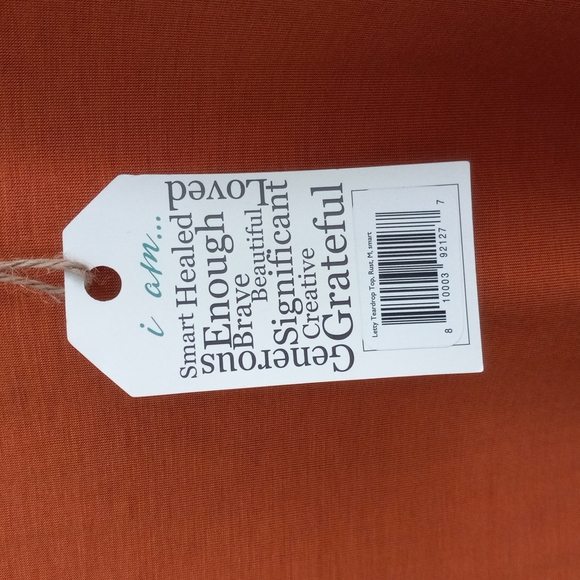 i am...
Loved
Smart Healed
Enough
Brave
Beautiful
Generous
Significant
Creative
Grateful
Letty Teardrop Top, Rust, M, smart
8 10003 92127 7